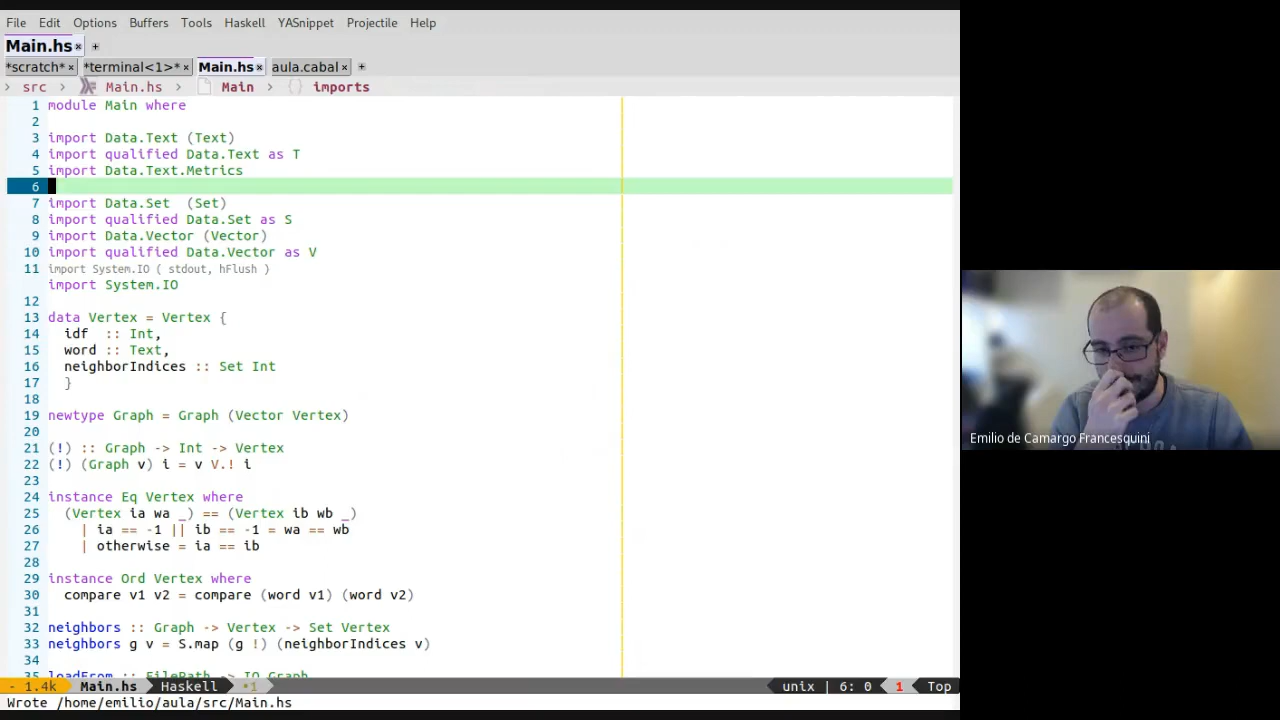 File Edit Options Buffers Tools Haskell YASnippet Projectile Help
Main.hs
*scratch* *terminal<1>* Main.hs aula.cabal
src > Main.hs > Main > imports
1 module Main where
2
3 import Data.Text (Text)
4 import qualified Data.Text as T
5 import Data.Text.Metrics
6
7 import Data.Set  (Set)
8 import qualified Data.Set as S
9 import Data.Vector (Vector)
10 import qualified Data.Vector as V
11 import System.IO ( stdout, hFlush )
import System.IO
12
13 data Vertex = Vertex {
14   idf  :: Int,
15   word :: Text,
16   neighborIndices :: Set Int
17   }
18
19 newtype Graph = Graph (Vector Vertex)
20
21 (!) :: Graph -> Int -> Vertex
22 (!) (Graph v) i = v V.! i
23
24 instance Eq Vertex where
25   (Vertex ia wa _) == (Vertex ib wb _)
26     | ia == -1 || ib == -1 = wa == wb
27     | otherwise = ia == ib
28
29 instance Ord Vertex where
30   compare v1 v2 = compare (word v1) (word v2)
31
32 neighbors :: Graph -> Vertex -> Set Vertex
33 neighbors g v = S.map (g !) (neighborIndices v)
34
35 loadFrom :: FilePath -> IO Graph
- 1.4k Main.hs Haskell •1 unix | 6: 0 1 Top
Wrote /home/emilio/aula/src/Main.hs
Emilio de Camargo Francesquini